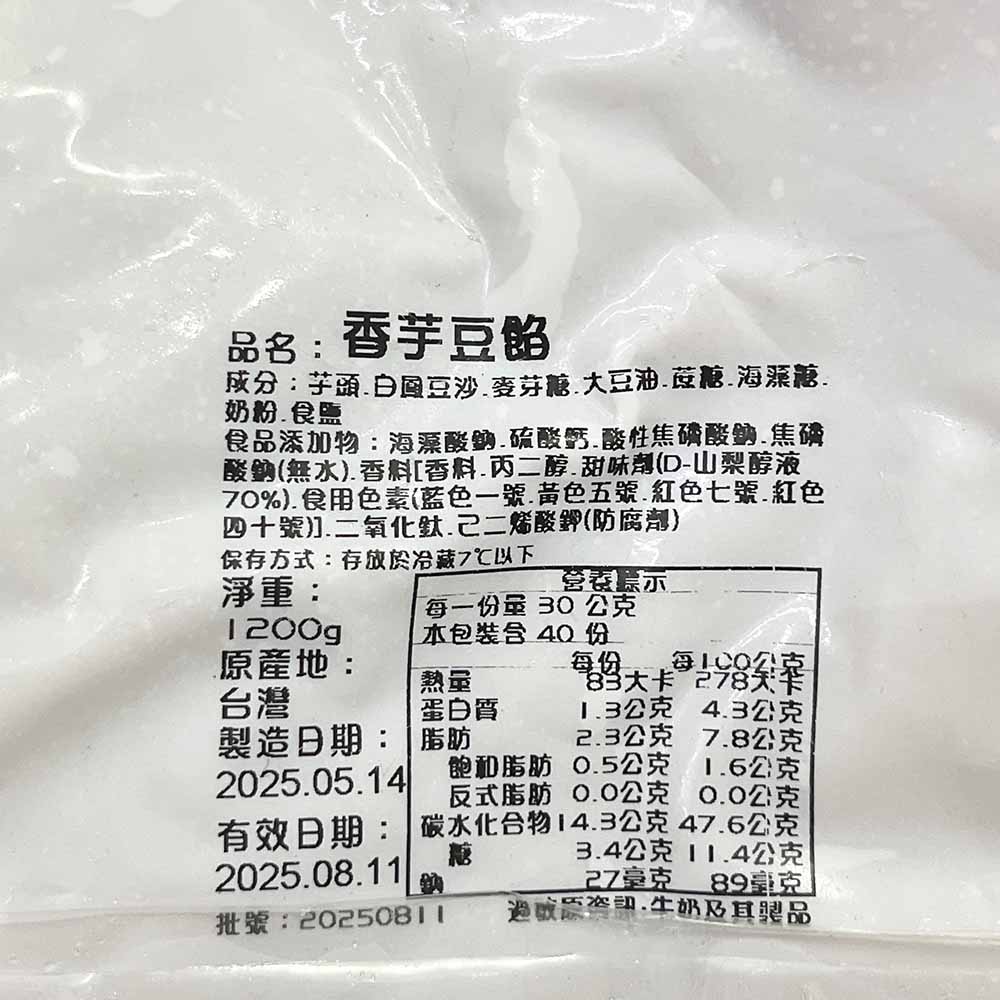 品名：香芋豆餡
成分：芋頭.白鳳豆沙.麥芽糖.大豆油.蔗糖.海藻糖.
奶粉.食鹽
食品添加物：海藻酸鈉.硫酸鈣.酸性焦磷酸鈉.焦磷
酸鈉(無水).香料[香料.丙二醇.甜味劑(D-山梨醇液
70%).食用色素(藍色一號.黃色五號.紅色七號.紅色
四十號)].二氧化鈦.己二烯酸鉀(防腐劑)
保存方式：存放於冷藏7℃以下
淨重：
1200g
原產地：
台灣
製造日期：
2025.05.14
有效日期：
2025.08.11
批號：20250811
營養標示
每一份量 30 公克
本包裝含 40 份
每份 每100公克
熱量 83大卡 278大卡
蛋白質 1.3公克 4.3公克
脂肪 2.3公克 7.8公克
飽和脂肪 0.5公克 1.6公克
反式脂肪 0.0公克 0.0公克
碳水化合物 14.3公克 47.6公克
糖 3.4公克 11.4公克
鈉 27毫克 89毫克
過敏原資訊:牛奶及其製品